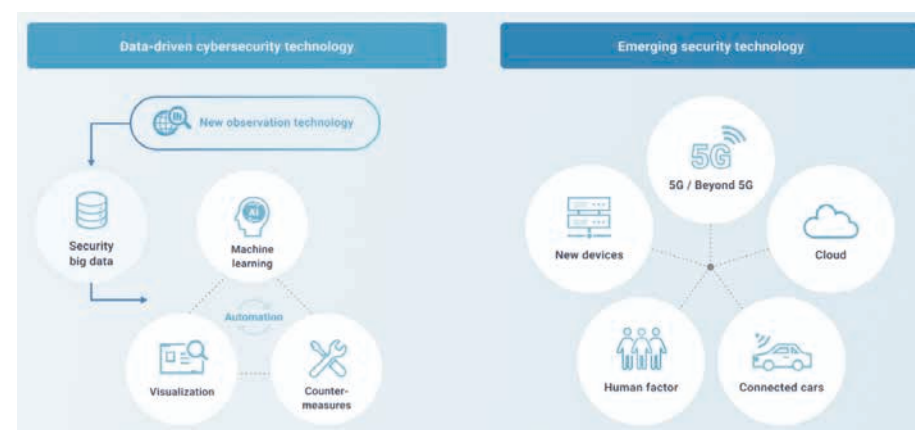 Data-driven cybersecurity technology
New observation technology
Security
big data
AI
Machine
learning
Automation
Visualization
Counter-
measures
Emerging security technology
5G
5G / Beyond 5G
New devices
Cloud
Human factor
Connected cars